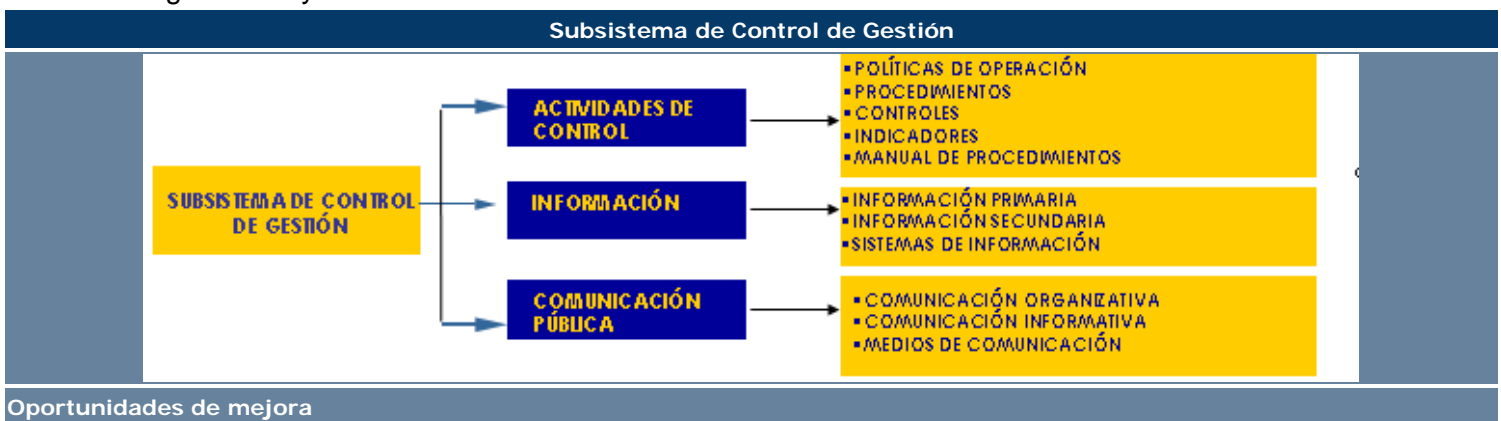 Subsistema de Control de Gestión
SUBSISTEMA DE CONTROL
DE GESTIÓN
ACTIVIDADES DE
CONTROL
▪POLÍTICAS DE OPERACIÓN
▪PROCEDIMIENTOS
▪CONTROLES
▪INDICADORES
▪MANUAL DE PROCEDIMIENTOS
INFORMACIÓN
▪INFORMACIÓN PRIMARIA
▪INFORMACIÓN SECUNDARIA
▪SISTEMAS DE INFORMACIÓN
COMUNICACIÓN
PÚBLICA
▪COMUNICACIÓN ORGANIZATIVA
▪COMUNICACIÓN INFORMATIVA
▪MEDIOS DE COMUNICACIÓN
Oportunidades de mejora